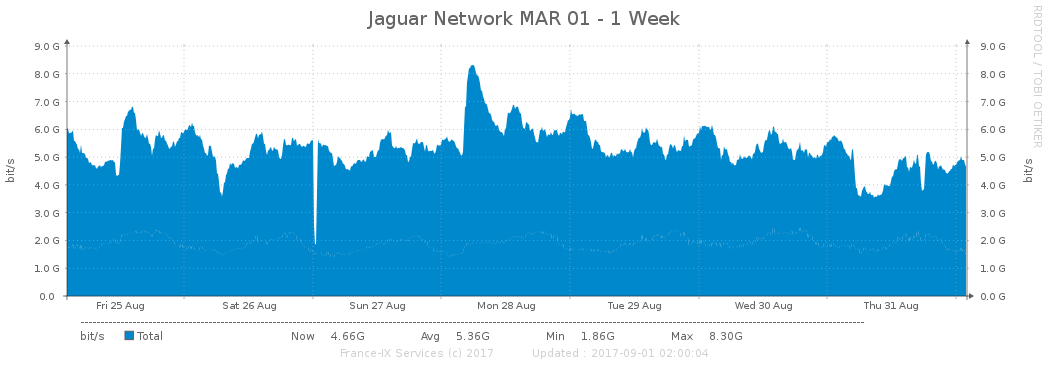 Jaguar Network MAR 01 - 1 Week
RRDTOOL / TOBI OETIKER
bit/s
9.0 G 9.0 G
8.0 G 8.0 G
7.0 G 7.0 G
6.0 G 6.0 G
5.0 G 5.0 G
4.0 G 4.0 G
3.0 G 3.0 G
2.0 G 2.0 G
1.0 G 1.0 G
0.0 0.0 G
bit/s
Fri 25 Aug Sat 26 Aug Sun 27 Aug Mon 28 Aug Tue 29 Aug Wed 30 Aug Thu 31 Aug
bit/s Total Now 4.66G Avg 5.36G Min 1.86G Max 8.30G
France-IX Services (c) 2017 Updated : 2017-09-01 02:00:04